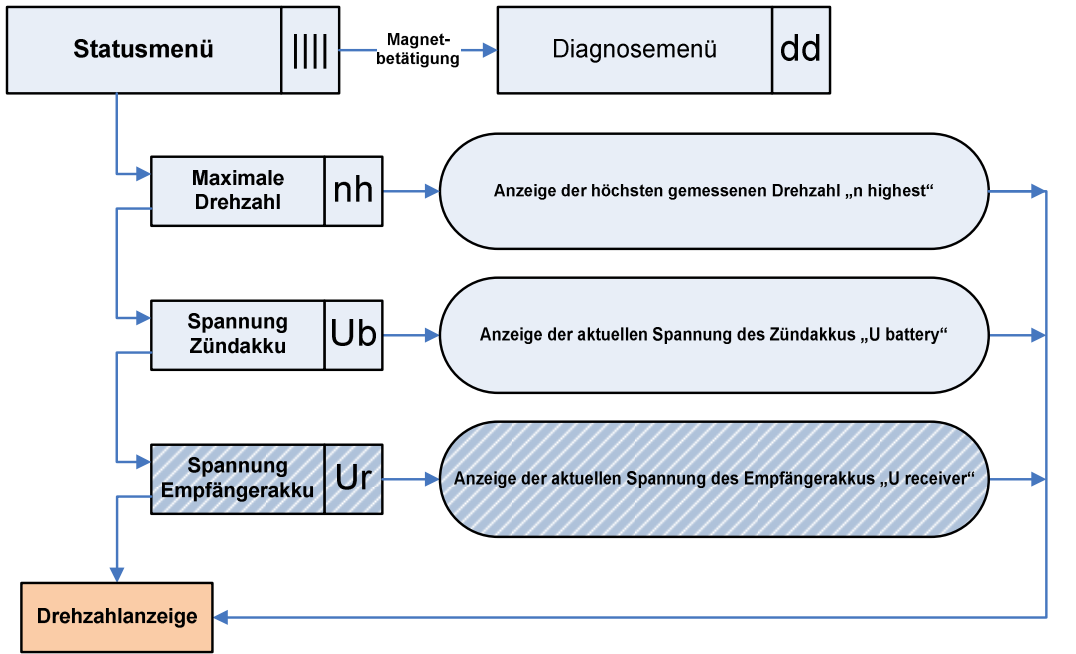 Statusmenü
||||
Magnet-
betätigung
Diagnosemenü
dd
Maximale
Drehzahl
nh
Anzeige der höchsten gemessenen Drehzahl „n highest“
Spannung
Zündakku
Ub
Anzeige der aktuellen Spannung des Zündakkus „U battery“
Spannung
Empfängerakku
Ur
Anzeige der aktuellen Spannung des Empfängerakkus „U receiver“
Drehzahlanzeige